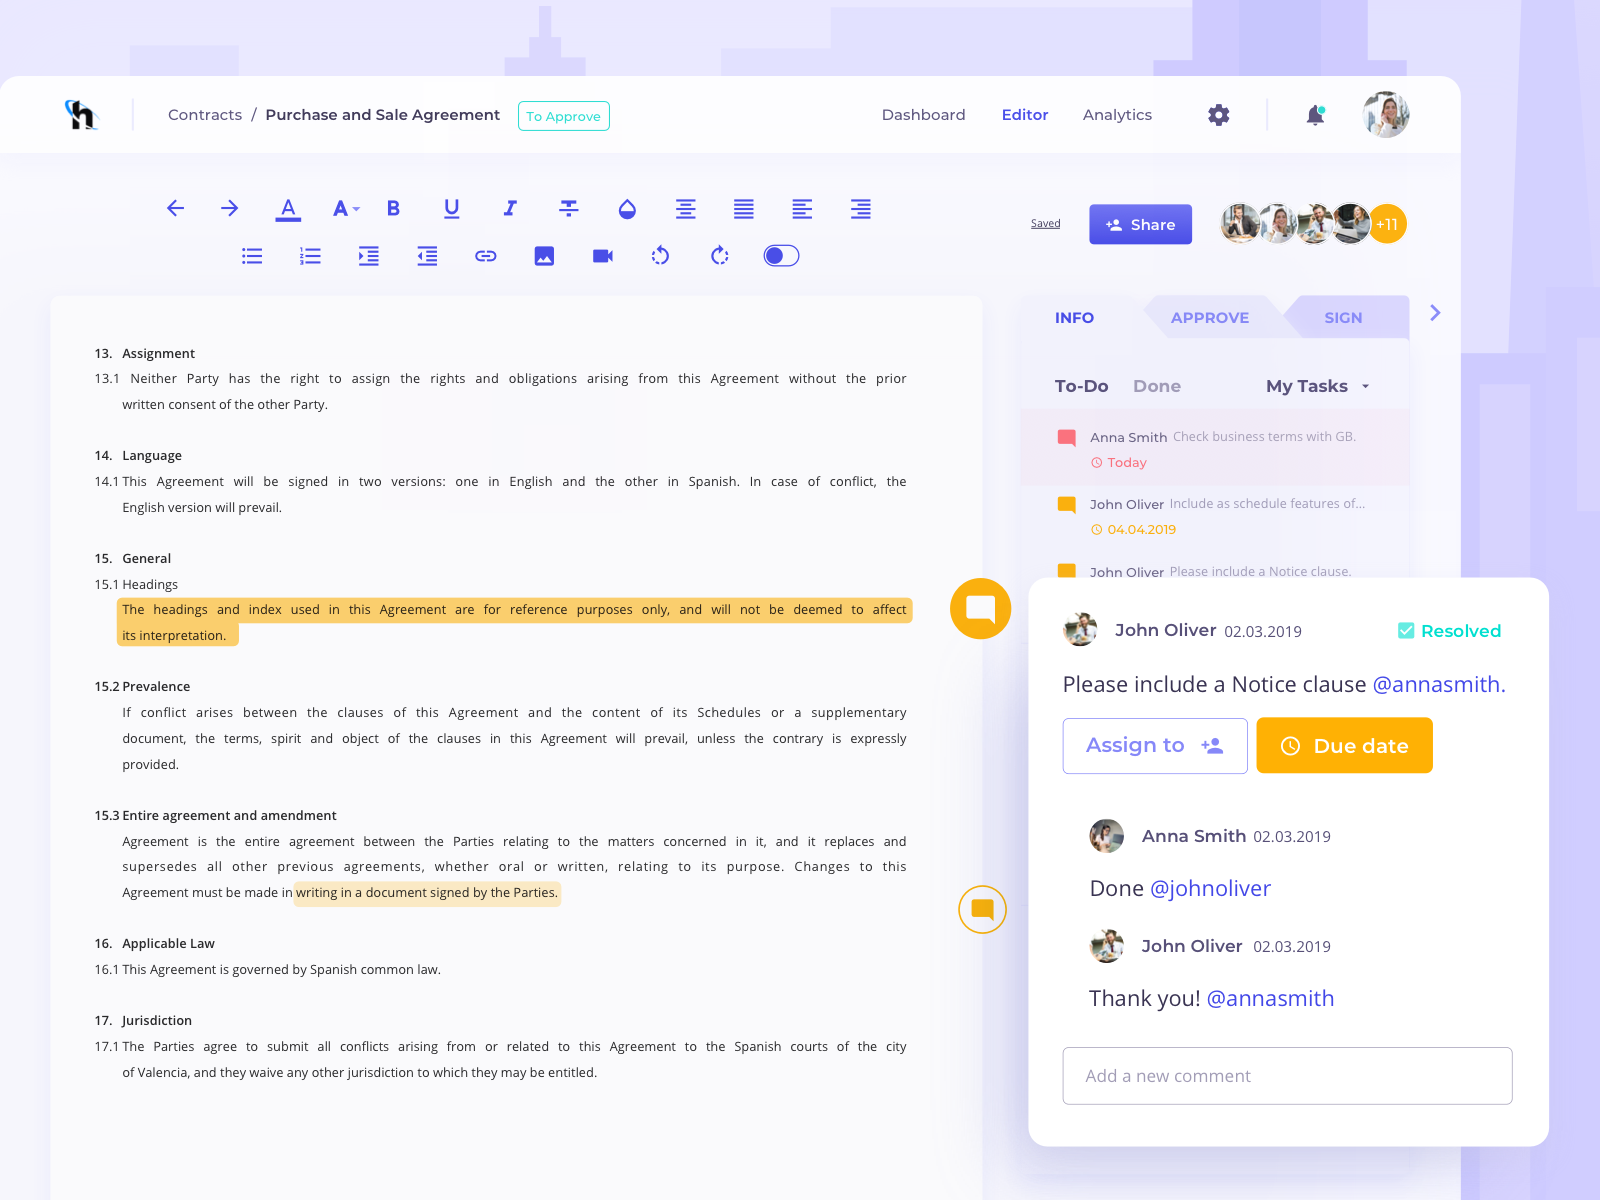 h
Contracts / Purchase and Sale Agreement To Approve
Dashboard Editor Analytics
A A B U I
Saved
Share
+11
INFO APPROVE SIGN
To-Do Done My Tasks
Anna Smith Check business terms with GB.
Today
John Oliver Include as schedule features of...
04.04.2019
John Oliver Please include a Notice clause.
13. Assignment
13.1 Neither Party has the right to assign the rights and obligations arising from this Agreement without the prior
written consent of the other Party.
14. Language
14.1 This Agreement will be signed in two versions: one in English and the other in Spanish. In case of conflict, the
English version will prevail.
15. General
15.1 Headings
The headings and index used in this Agreement are for reference purposes only, and will not be deemed to affect
its interpretation.
15.2 Prevalence
If conflict arises between the clauses of this Agreement and the content of its Schedules or a supplementary
document, the terms, spirit and object of the clauses in this Agreement will prevail, unless the contrary is expressly
provided.
15.3 Entire agreement and amendment
Agreement is the entire agreement between the Parties relating to the matters concerned in it, and it replaces and
supersedes all other previous agreements, whether oral or written, relating to its purpose. Changes to this
Agreement must be made in writing in a document signed by the Parties.
16. Applicable Law
16.1 This Agreement is governed by Spanish common law.
17. Jurisdiction
17.1 The Parties agree to submit all conflicts arising from or related to this Agreement to the Spanish courts of the city
of Valencia, and they waive any other jurisdiction to which they may be entitled.
John Oliver 02.03.2019 Resolved
Please include a Notice clause @annasmith.
Assign to Due date
Anna Smith 02.03.2019
Done @johnoliver
John Oliver 02.03.2019
Thank you! @annasmith
Add a new comment